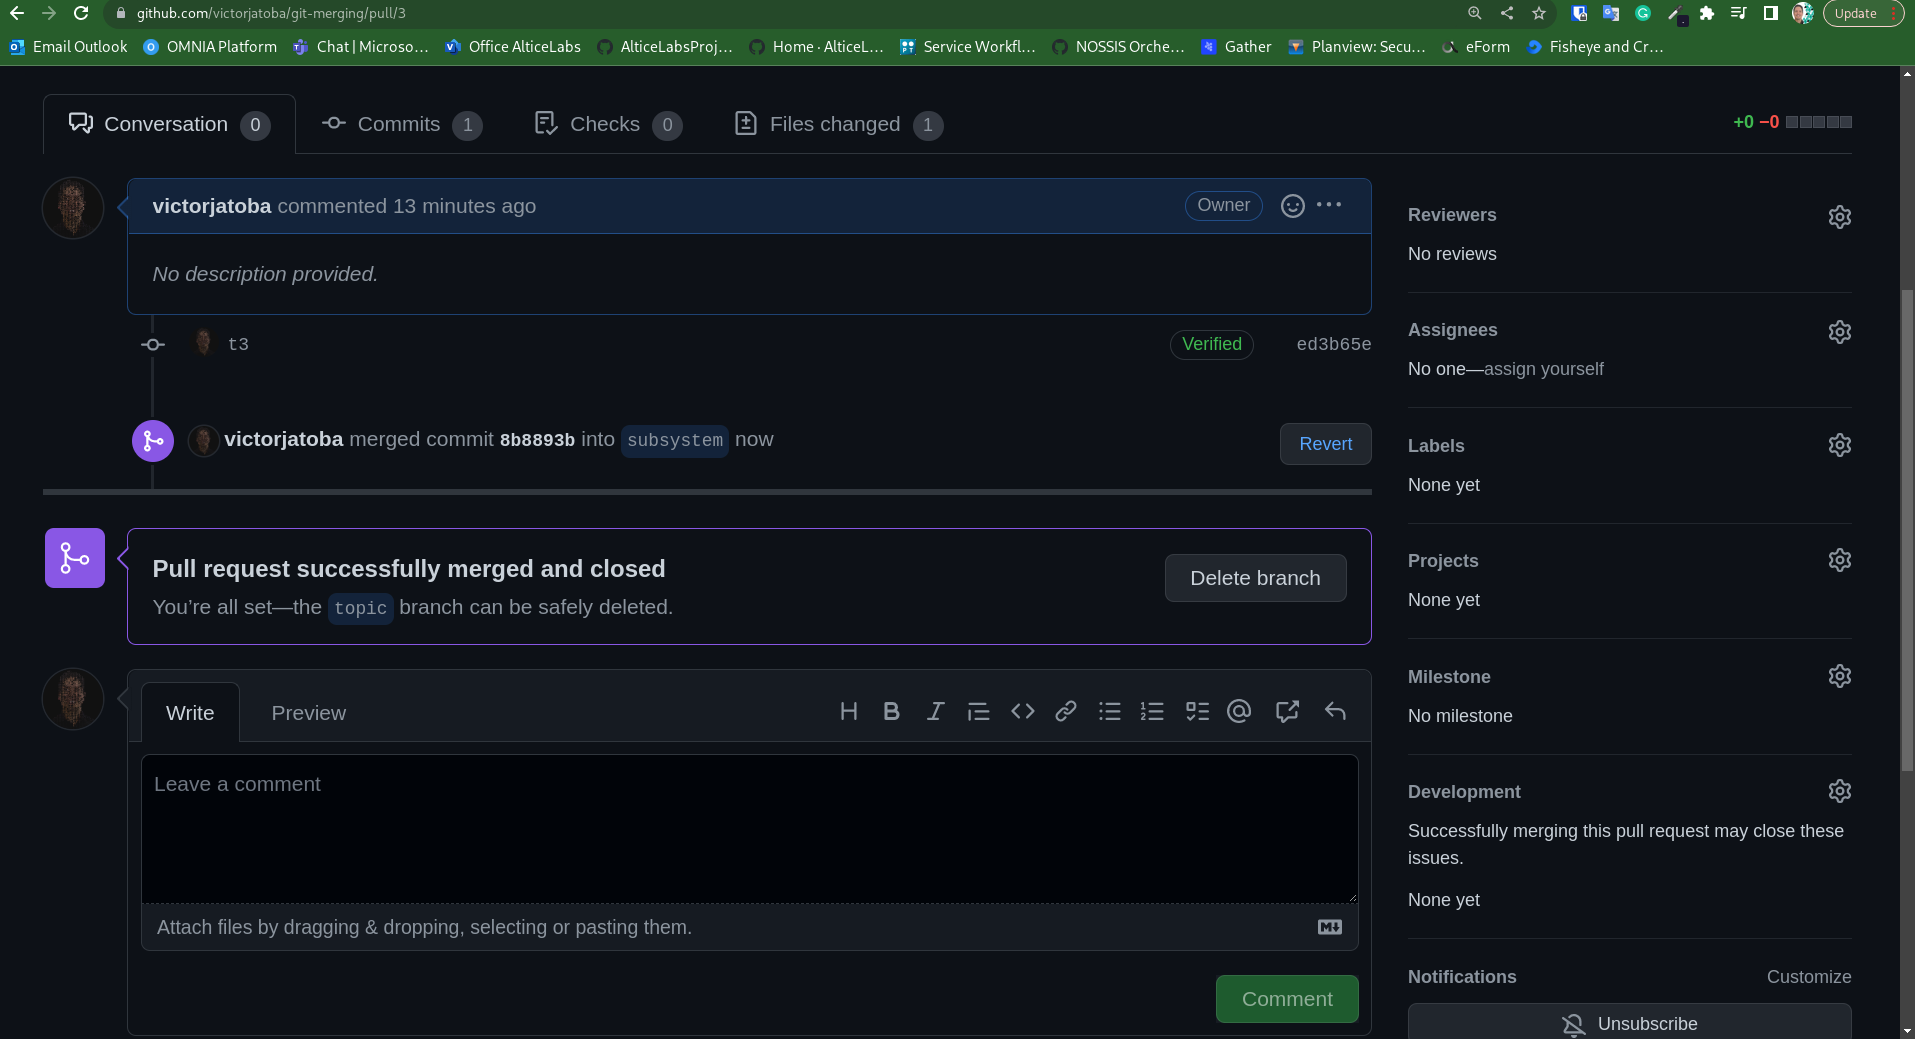 github.com/victorjatoba/git-merging/pull/3
Update
Email Outlook OMNIA Platform Chat | Microso… Office AlticeLabs AlticeLabsProj… Home · AlticeL… Service Workfl… NOSSIS Orche… Gather Planview: Secu… eForm Fisheye and Cr…
Conversation 0 Commits 1 Checks 0 Files changed 1 +0 −0
victorjatoba commented 13 minutes ago Owner
No description provided.
t3 Verified ed3b65e
victorjatoba merged commit 8b8893b into subsystem now Revert
Pull request successfully merged and closed
You’re all set—the topic branch can be safely deleted.
Delete branch
Write Preview
Leave a comment
Attach files by dragging & dropping, selecting or pasting them.
Comment
Reviewers
No reviews
Assignees
No one—assign yourself
Labels
None yet
Projects
None yet
Milestone
No milestone
Development
Successfully merging this pull request may close these
issues.
None yet
Notifications Customize
Unsubscribe